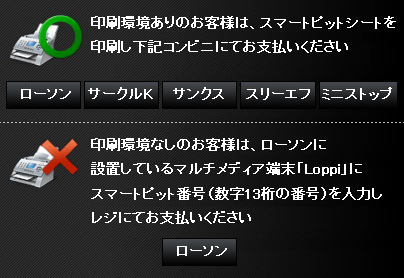 印刷環境ありのお客様は、スマートピットシートを
印刷し下記コンビニにてお支払いください
ローソン サークルK サンクス スリーエフ ミニストップ
印刷環境なしのお客様は、ローソンに
設置しているマルチメディア端末「Loppi」に
スマートピット番号(数字13桁の番号)を入力し
レジにてお支払いください
ローソン